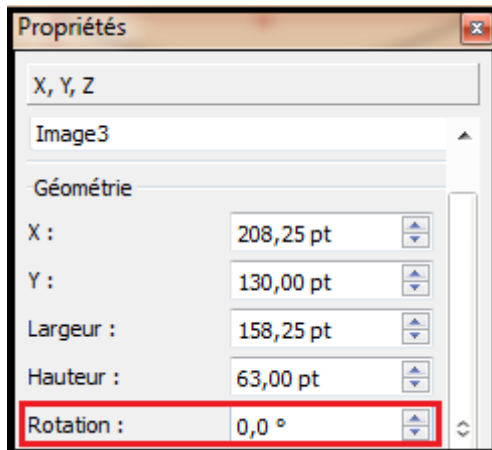 Propriétés
X, Y, Z
Image3
Géométrie
X : 208,25 pt
Y : 130,00 pt
Largeur : 158,25 pt
Hauteur : 63,00 pt
Rotation : 0,0 °